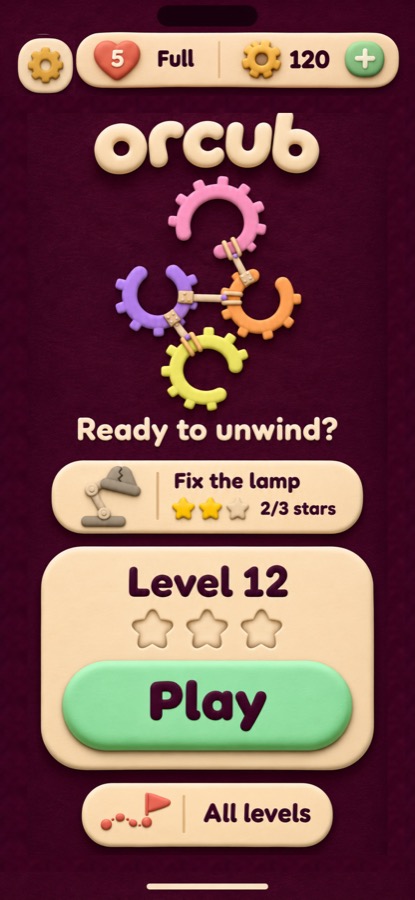 5 Full 120 +
orcub
Ready to unwind?
Fix the lamp
2/3 stars
Level 12
Play
All levels